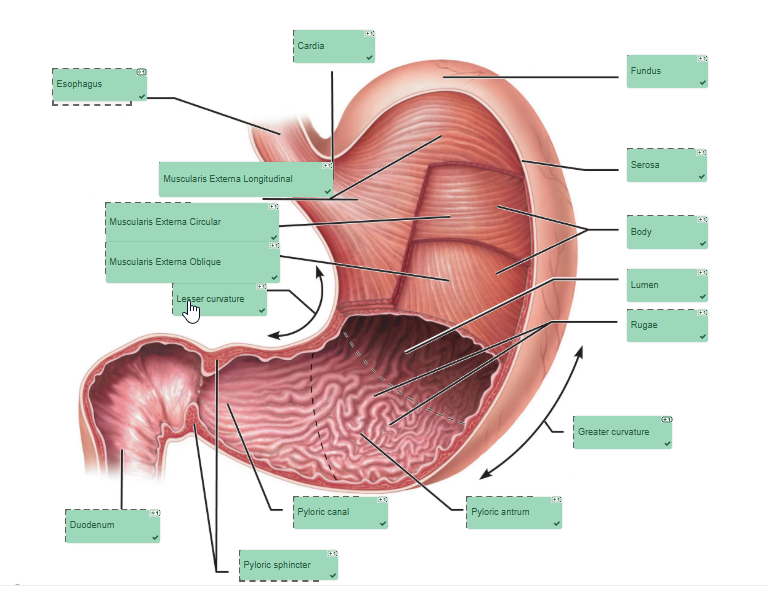 Cardia
Fundus
Esophagus
Serosa
Muscularis Externa Longitudinal
Muscularis Externa Circular
Body
Muscularis Externa Oblique
Lumen
Lesser curvature
Rugae
Greater curvature
Pyloric canal
Pyloric antrum
Duodenum
Pyloric sphincter